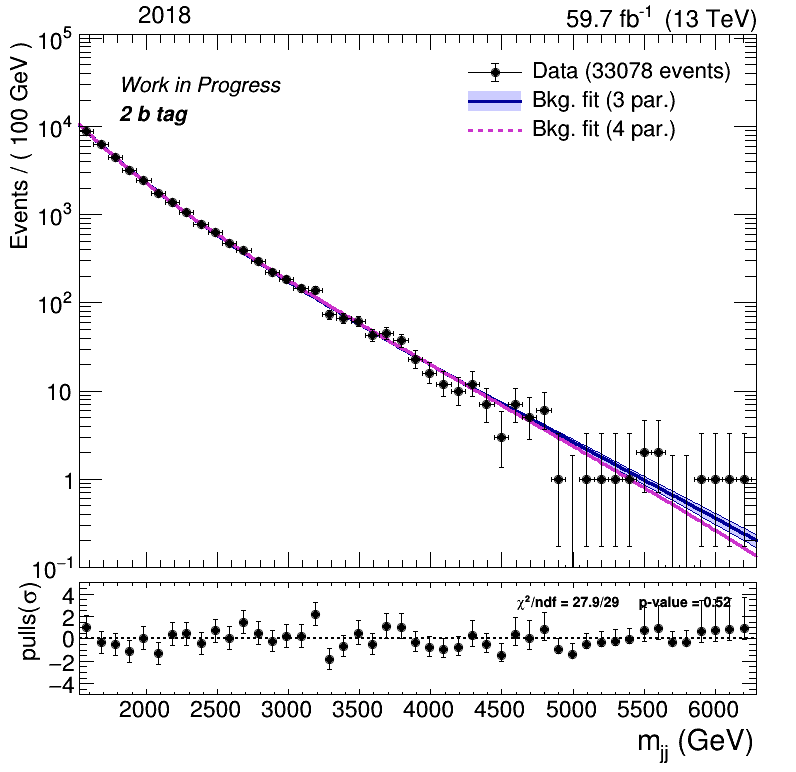 2018
59.7 fb⁻¹ (13 TeV)
10⁵
10⁴
10³
10²
10
1
10⁻¹
Events / ( 100 GeV )
Work in Progress
2 b tag
Data (33078 events)
Bkg. fit (3 par.)
Bkg. fit (4 par.)
χ²/ndf = 27.9/29 p-value = 0.52
4
2
0
−2
−4
pulls(σ)
2000 2500 3000 3500 4000 4500 5000 5500 6000
m_jj (GeV)